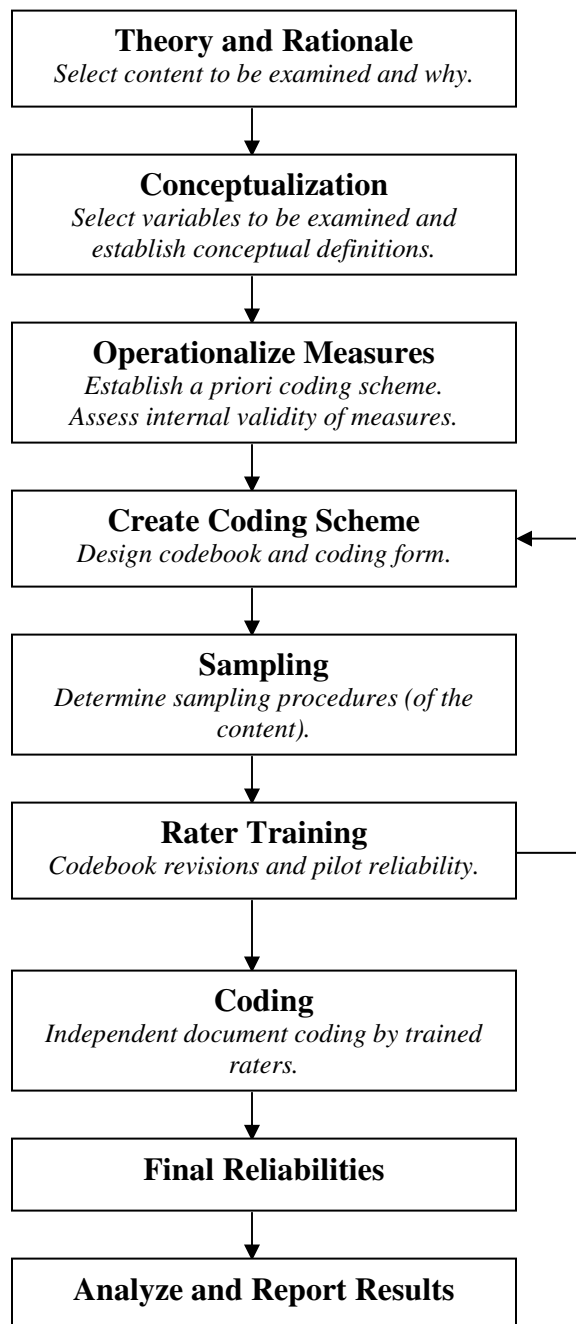 Theory and Rationale
Select content to be examined and why.
Conceptualization
Select variables to be examined and
establish conceptual definitions.
Operationalize Measures
Establish a priori coding scheme.
Assess internal validity of measures.
Create Coding Scheme
Design codebook and coding form.
Sampling
Determine sampling procedures (of the
content).
Rater Training
Codebook revisions and pilot reliability.
Coding
Independent document coding by trained
raters.
Final Reliabilities
Analyze and Report Results